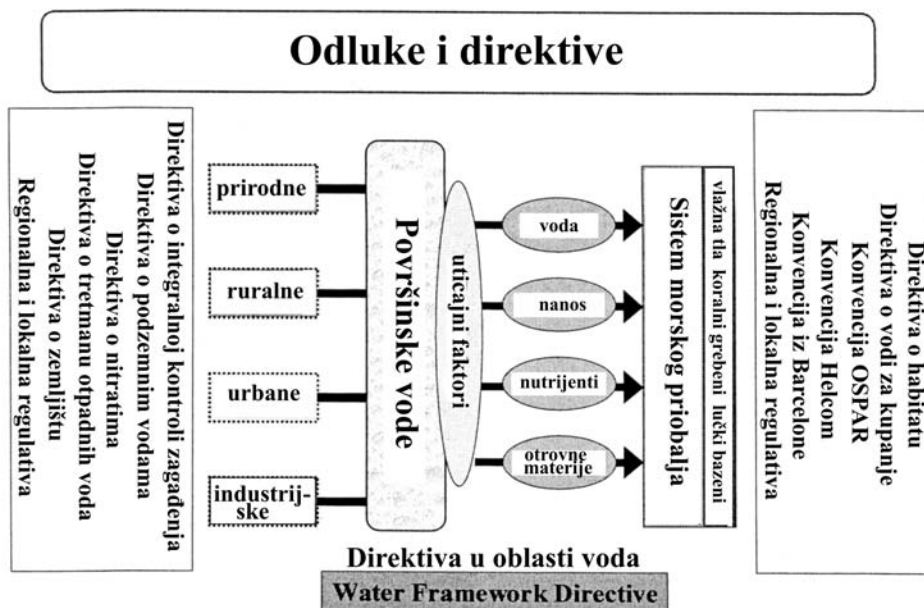 Odluke i direktive
Direktiva o integralnoj kontroli zagađenja
Direktiva o podzemnim vodama
Direktiva o nitratima
Direktiva o tretmanu otpadnih voda
Direktiva o zemljištu
Regionalna i lokalna regulativa
prirodne
ruralne
urbane
industrij-
ske
Površinske vode
uticajni faktori
voda
nanos
nutrijenti
otrovne
materije
Sistem morskog priobalja
vlažna tla koralni grebeni lučki bazeni
Direktiva o habitatu
Direktiva o vodi za kupanje
Konvencija OSPAR
Konvencija Helcom
Konvencija iz Barcelone
Regionalna i lokalna regulativa
Direktiva u oblasti voda
Water Framework Directive